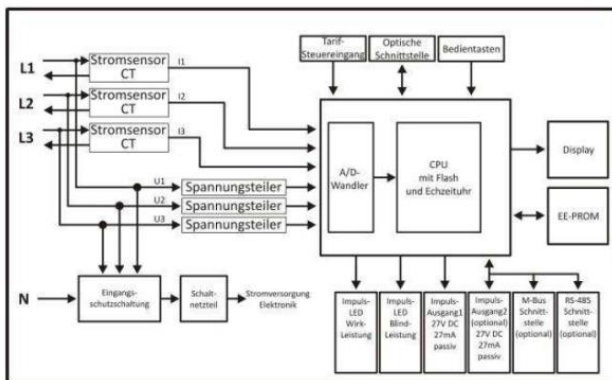 Tarif-
Steuereingang
Optische
Schnittstelle
Bedientasten
L1
Stromsensor
CT
I1
L2
Stromsensor
CT
I2
L3
Stromsensor
CT
I3
A/D-
Wandler
CPU
mit Flash
und Echzeituhr
Display
U1
Spannungsteiler
U2
Spannungsteiler
U3
Spannungsteiler
EE-PROM
N
Eingangs-
schutzschaltung
Schalt-
netzteil
Stromversorgung
Elektronik
Impuls-
LED
Wirk-
Leistung
Impuls-
LED
Blind-
Leistung
Impuls-
Ausgang1
27V DC
27mA
passiv
Impuls-
Ausgang2
(optional)
27V DC
27mA
passiv
M-Bus
Schnitt-
stelle
(optional)
RS-485
Schnitt-
stelle
(optional)